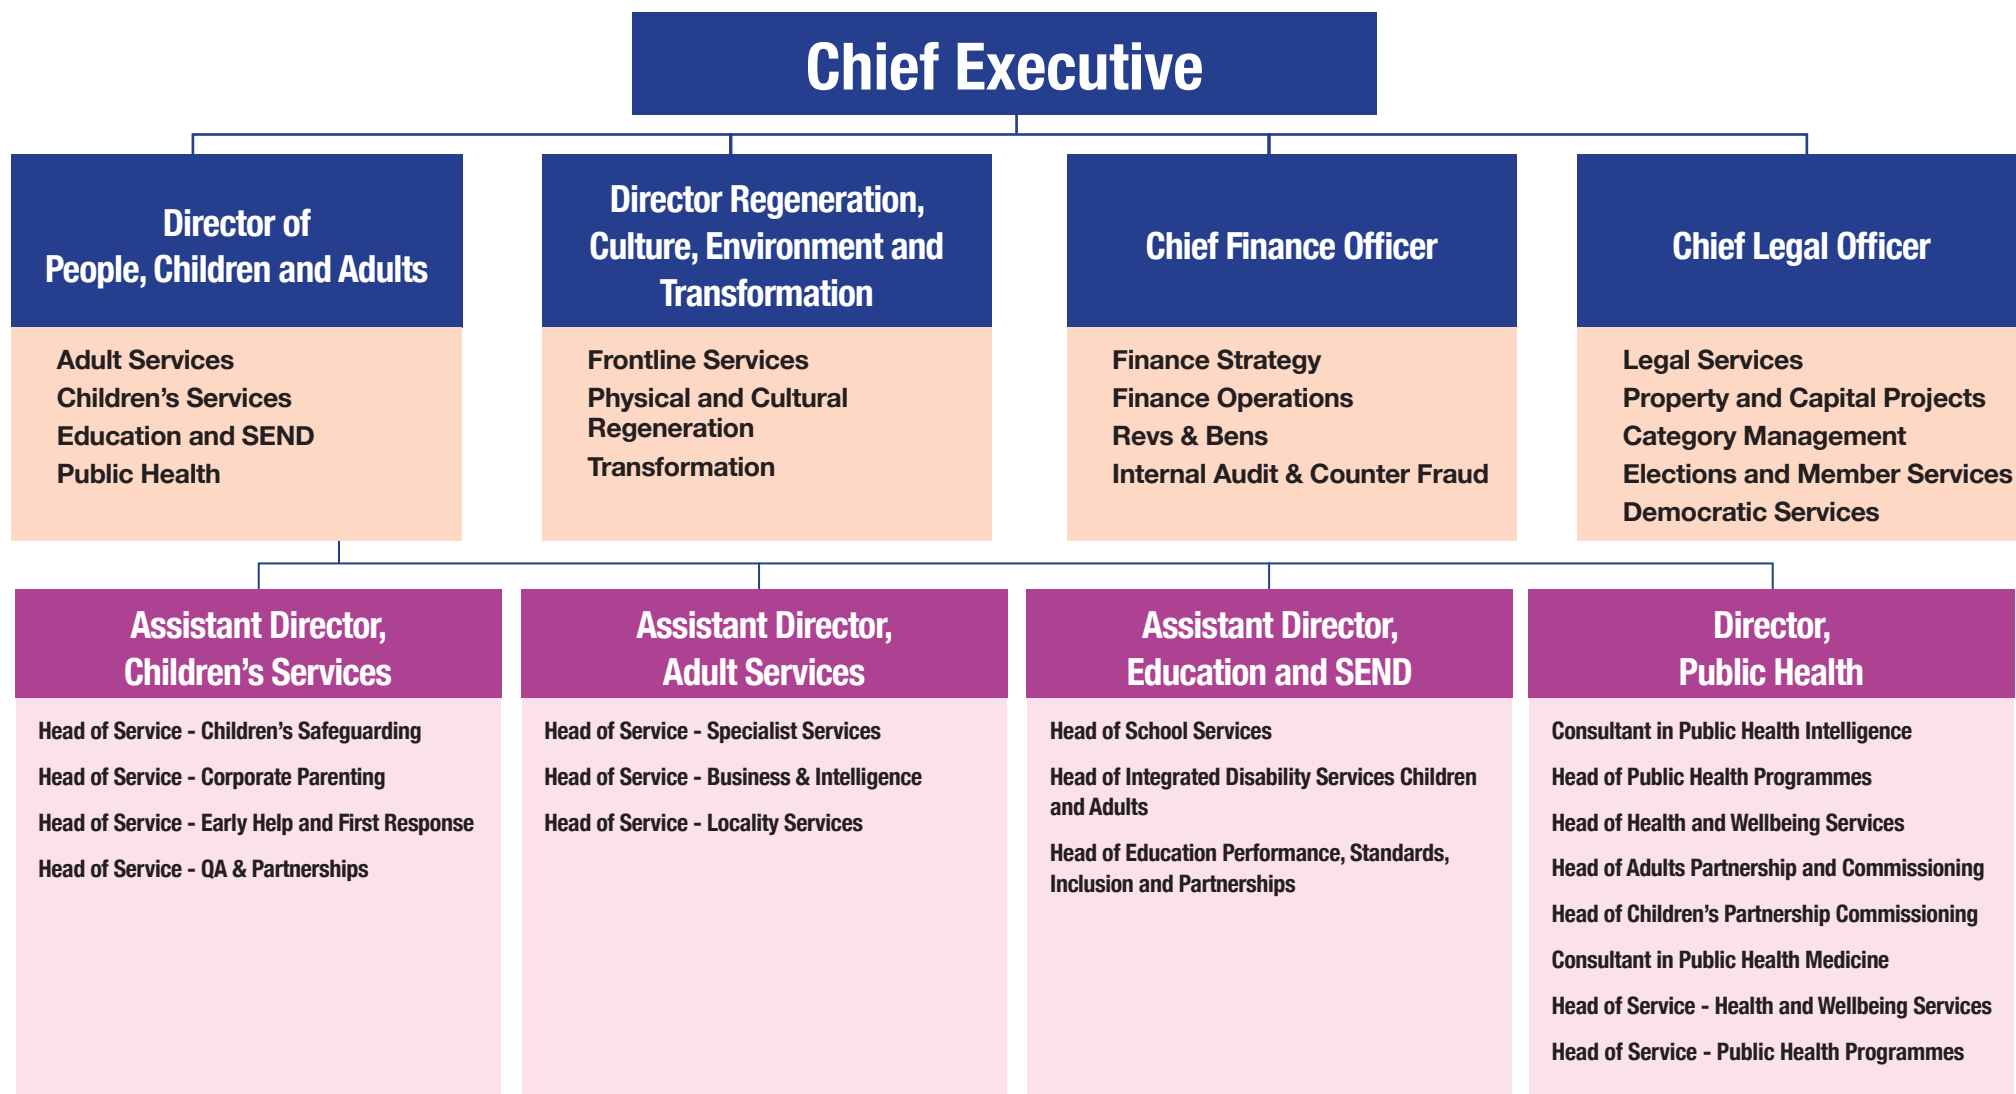 Chief Executive
Director of
People, Children and Adults
Adult Services
Children’s Services
Education and SEND
Public Health
Director Regeneration,
Culture, Environment and
Transformation
Frontline Services
Physical and Cultural
Regeneration
Transformation
Chief Finance Officer
Finance Strategy
Finance Operations
Revs & Bens
Internal Audit & Counter Fraud
Chief Legal Officer
Legal Services
Property and Capital Projects
Category Management
Elections and Member Services
Democratic Services
Assistant Director,
Children’s Services
Head of Service - Children’s Safeguarding
Head of Service - Corporate Parenting
Head of Service - Early Help and First Response
Head of Service - QA & Partnerships
Assistant Director,
Adult Services
Head of Service - Specialist Services
Head of Service - Business & Intelligence
Head of Service - Locality Services
Assistant Director,
Education and SEND
Head of School Services
Head of Integrated Disability Services Children
and Adults
Head of Education Performance, Standards,
Inclusion and Partnerships
Director,
Public Health
Consultant in Public Health Intelligence
Head of Public Health Programmes
Head of Health and Wellbeing Services
Head of Adults Partnership and Commissioning
Head of Children’s Partnership Commissioning
Consultant in Public Health Medicine
Head of Service - Health and Wellbeing Services
Head of Service - Public Health Programmes